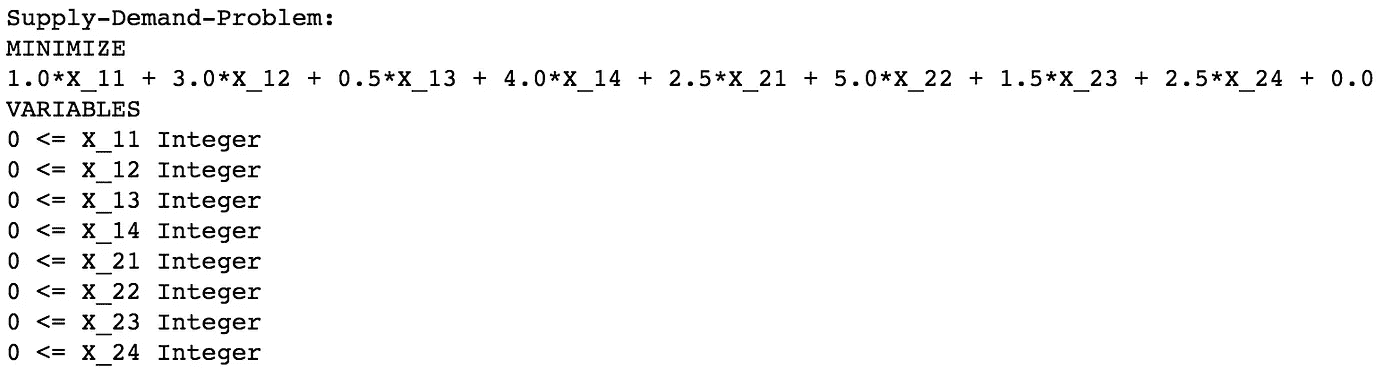 Supply-Demand-Problem:
MINIMIZE
1.0*X_11 + 3.0*X_12 + 0.5*X_13 + 4.0*X_14 + 2.5*X_21 + 5.0*X_22 + 1.5*X_23 + 2.5*X_24 + 0.0
VARIABLES
0 <= X_11 Integer
0 <= X_12 Integer
0 <= X_13 Integer
0 <= X_14 Integer
0 <= X_21 Integer
0 <= X_22 Integer
0 <= X_23 Integer
0 <= X_24 Integer